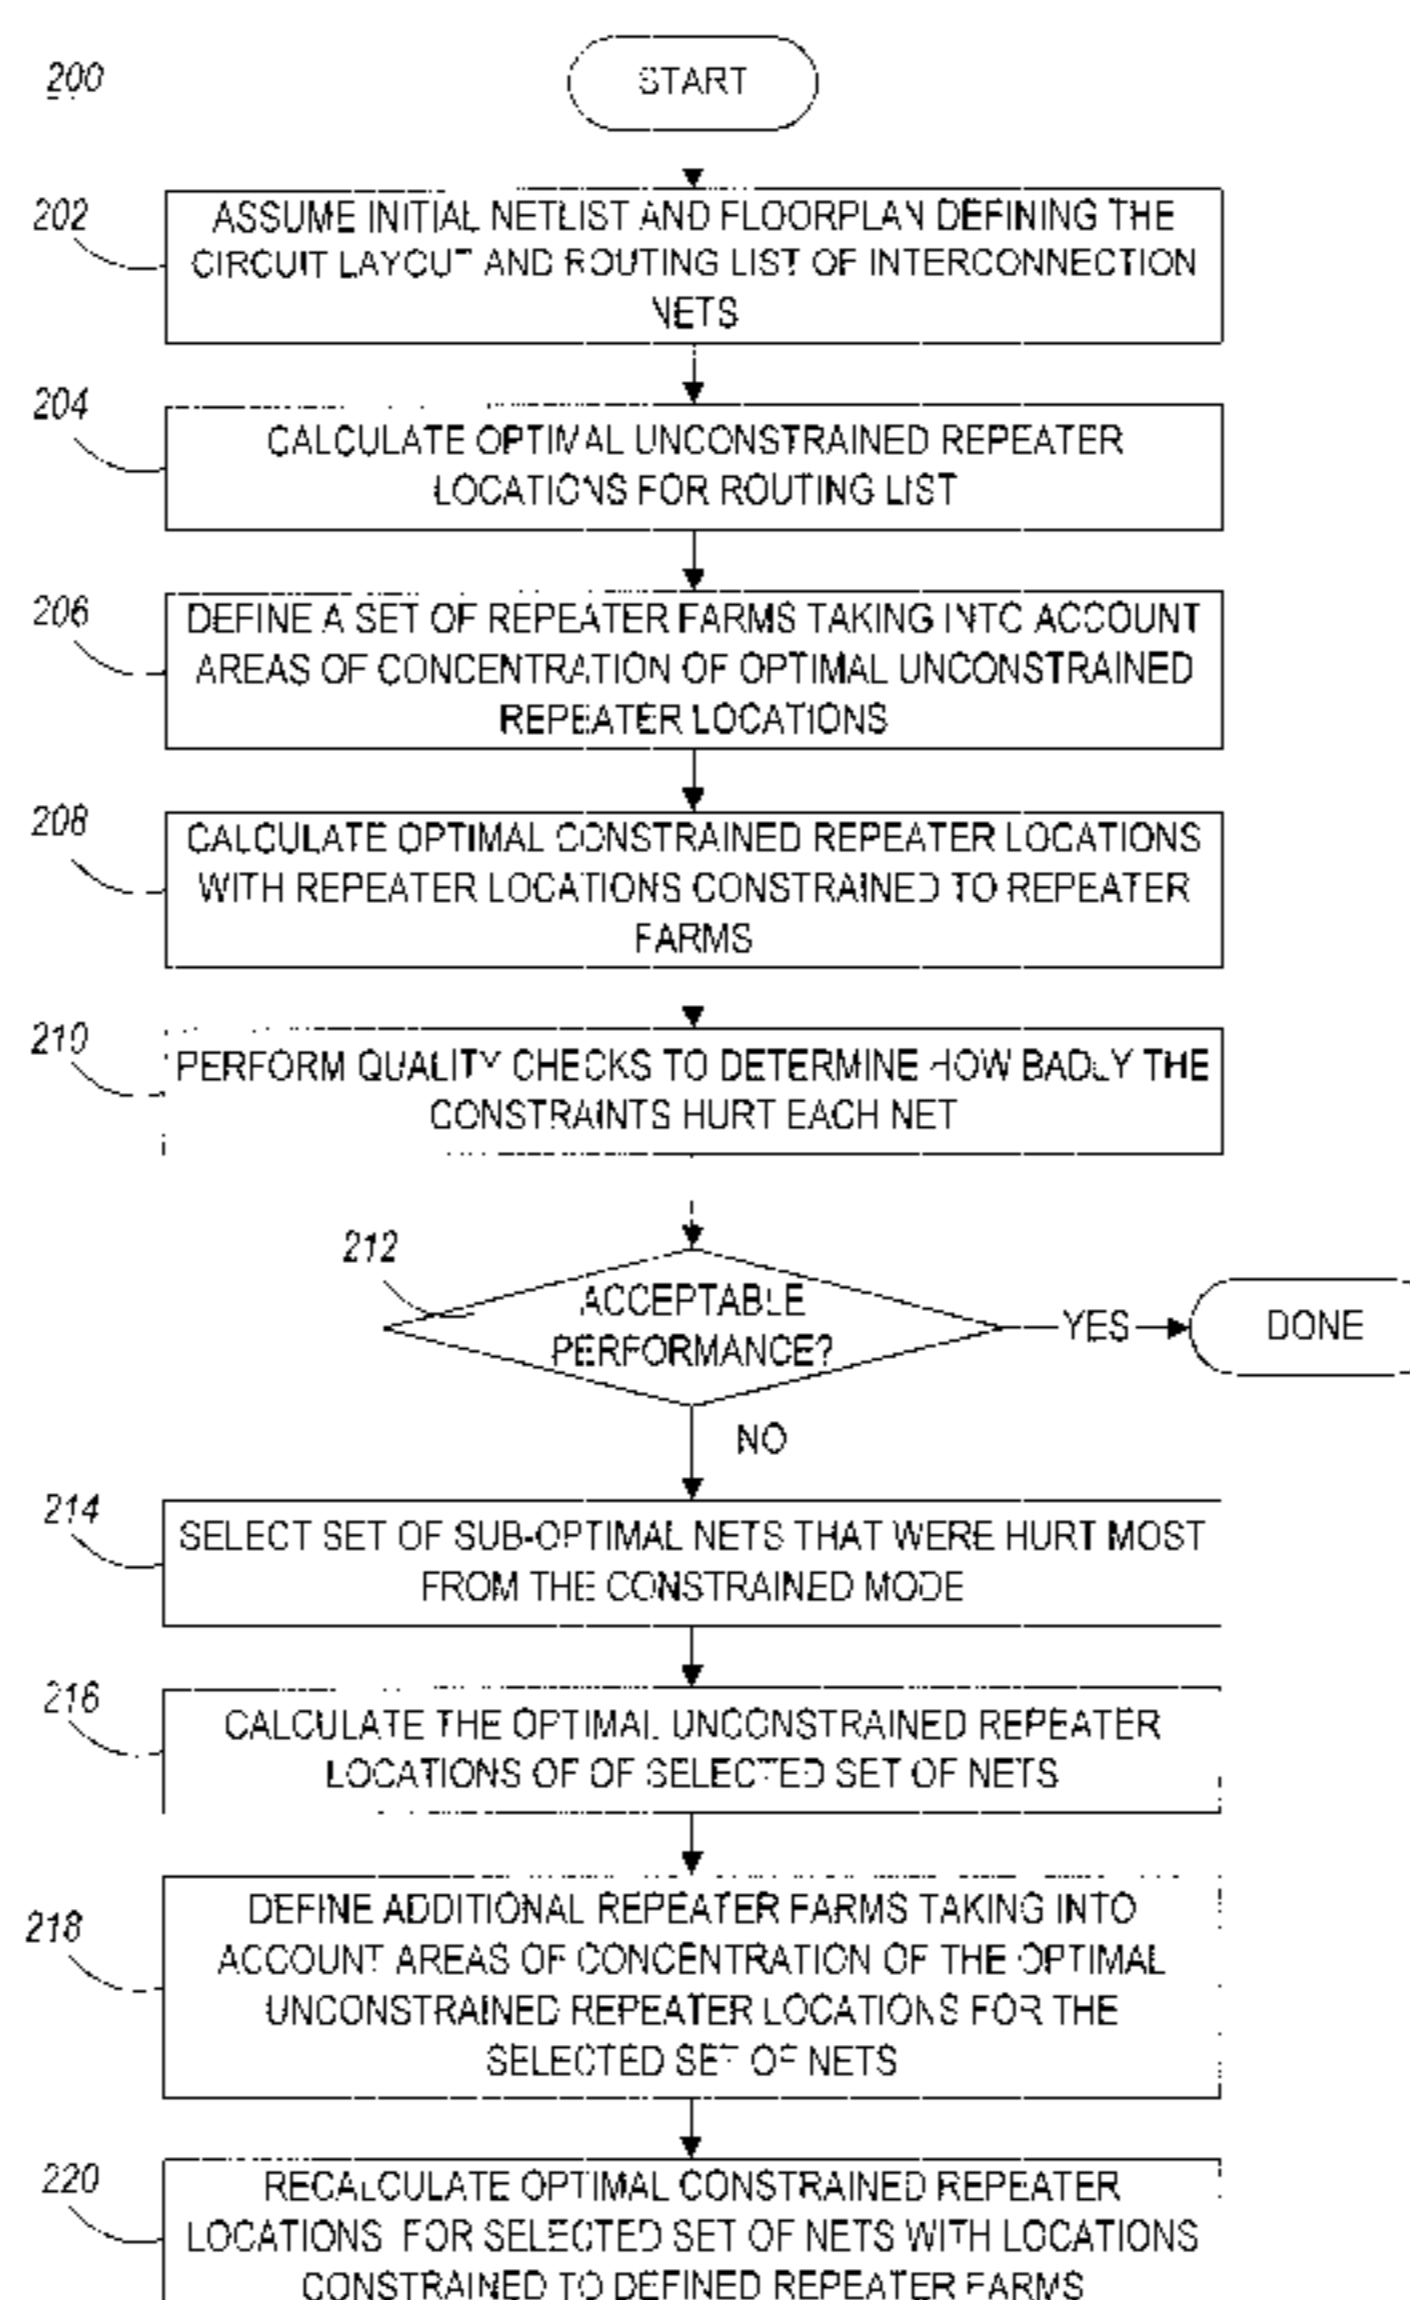 200
START
202
ASSUME INITIAL NETLIST AND FLOORPLAN DEFINING THE
CIRCUIT LAYOUT AND ROUTING LIST OF INTERCONNECTION
NETS
204
CALCULATE OPTIMAL UNCONSTRAINED REPEATER
LOCATIONS FOR ROUTING LIST
206
DEFINE A SET OF REPEATER FARMS TAKING INTO ACCOUNT
AREAS OF CONCENTRATION OF OPTIMAL UNCONSTRAINED
REPEATER LOCATIONS
208
CALCULATE OPTIMAL CONSTRAINED REPEATER LOCATIONS
WITH REPEATER LOCATIONS CONSTRAINED TO REPEATER
FARMS
210
PERFORM QUALITY CHECKS TO DETERMINE HOW BADLY THE
CONSTRAINTS HURT EACH NET
212
ACCEPTABLE
PERFORMANCE?
YES
DONE
NO
214
SELECT SET OF SUB-OPTIMAL NETS THAT WERE HURT MOST
FROM THE CONSTRAINED MODE
216
CALCULATE THE OPTIMAL UNCONSTRAINED REPEATER
LOCATIONS OF OF SELECTED SET OF NETS
218
DEFINE ADDITIONAL REPEATER FARMS TAKING INTO
ACCOUNT AREAS OF CONCENTRATION OF THE OPTIMAL
UNCONSTRAINED REPEATER LOCATIONS FOR THE
SELECTED SET OF NETS
220
RECALCULATE OPTIMAL CONSTRAINED REPEATER
LOCATIONS FOR SELECTED SET OF NETS WITH LOCATIONS
CONSTRAINED TO DEFINED REPEATER FARMS